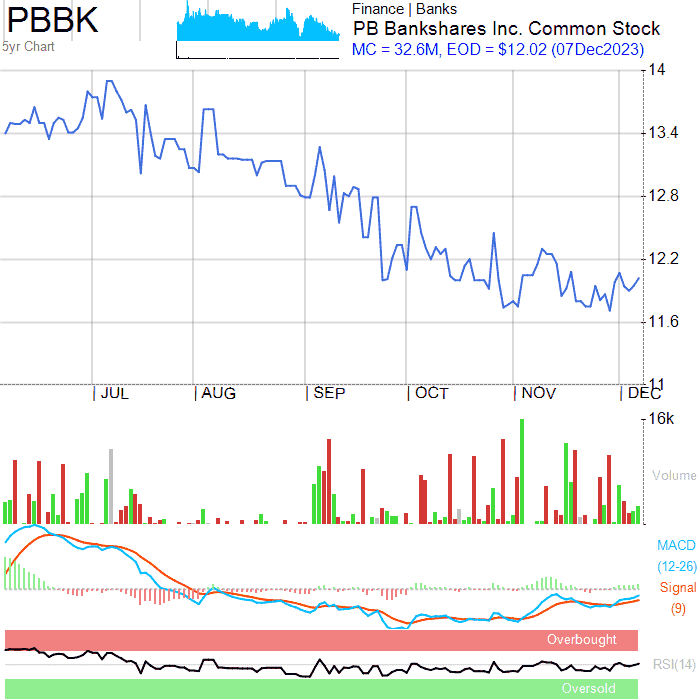 PBBK
5yr Chart
Finance | Banks
PB Bankshares Inc. Common Stock
MC = 32.6M, EOD = $12.02 (07Dec2023)
14
13.4
12.8
12.2
11.6
11
JUL AUG SEP OCT NOV DEC
16k
Volume
MACD
(12-26)
Signal
(9)
Overbought
RSI(14)
Oversold